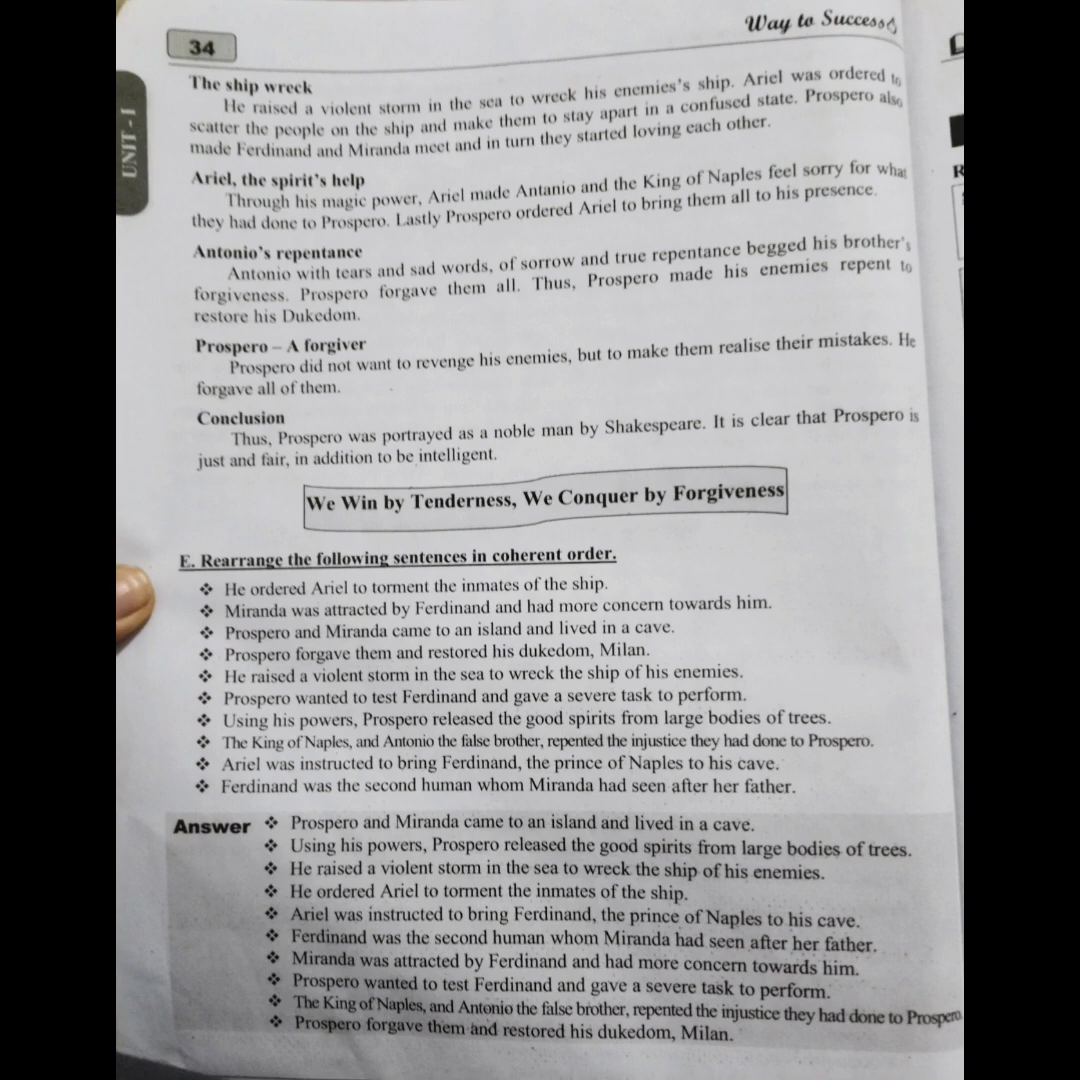 Way to Success
34
UNIT - I
The ship wreck
He raised a violent storm in the sea to wreck his enemies's ship. Ariel was ordered to
scatter the people on the ship and make them to stay apart in a confused state. Prospero also
made Ferdinand and Miranda meet and in turn they started loving each other.
Ariel, the spirit's help
Through his magic power, Ariel made Antanio and the King of Naples feel sorry for what
they had done to Prospero. Lastly Prospero ordered Ariel to bring them all to his presence.
Antonio's repentance
Antonio with tears and sad words, of sorrow and true repentance begged his brother's
forgiveness. Prospero forgave them all. Thus, Prospero made his enemies repent to
restore his Dukedom.
Prospero – A forgiver
Prospero did not want to revenge his enemies, but to make them realise their mistakes. He
forgave all of them.
Conclusion
Thus, Prospero was portrayed as a noble man by Shakespeare. It is clear that Prospero is
just and fair, in addition to be intelligent.
We Win by Tenderness, We Conquer by Forgiveness
E. Rearrange the following sentences in coherent order.
❖ He ordered Ariel to torment the inmates of the ship.
❖ Miranda was attracted by Ferdinand and had more concern towards him.
❖ Prospero and Miranda came to an island and lived in a cave.
❖ Prospero forgave them and restored his dukedom, Milan.
❖ He raised a violent storm in the sea to wreck the ship of his enemies.
❖ Prospero wanted to test Ferdinand and gave a severe task to perform.
❖ Using his powers, Prospero released the good spirits from large bodies of trees.
❖ The King of Naples, and Antonio the false brother, repented the injustice they had done to Prospero.
❖ Ariel was instructed to bring Ferdinand, the prince of Naples to his cave.
❖ Ferdinand was the second human whom Miranda had seen after her father.
Answer ❖ Prospero and Miranda came to an island and lived in a cave.
❖ Using his powers, Prospero released the good spirits from large bodies of trees.
❖ He raised a violent storm in the sea to wreck the ship of his enemies.
❖ He ordered Ariel to torment the inmates of the ship.
❖ Ariel was instructed to bring Ferdinand, the prince of Naples to his cave.
❖ Ferdinand was the second human whom Miranda had seen after her father.
❖ Miranda was attracted by Ferdinand and had more concern towards him.
❖ Prospero wanted to test Ferdinand and gave a severe task to perform.
❖ The King of Naples, and Antonio the false brother, repented the injustice they had done to Prospero.
❖ Prospero forgave them and restored his dukedom, Milan.